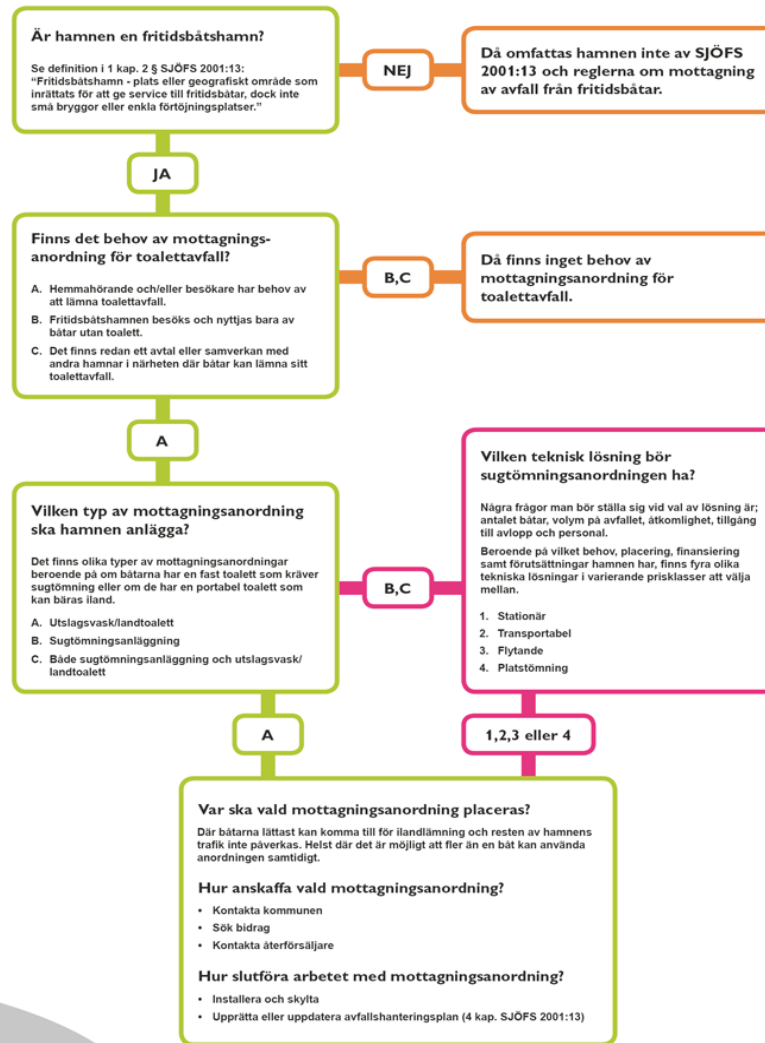 Är hamnen en fritidsbåtshamn?
Se definition i 1 kap. 2 § SJÖFS 2001:13:
“Fritidsbåtshamn - plats eller geografiskt område som
inrättats för att ge service till fritidsbåtar, dock inte
små bryggor eller enkla förtöjningsplatser.”
NEJ
Då omfattas hamnen inte av SJÖFS
2001:13 och reglerna om mottagning
av avfall från fritidsbåtar.
JA
Finns det behov av mottagnings-
anordning för toalettavfall?
A. Hemmahörande och/eller besökare har behov av
att lämna toalettavfall.
B. Fritidsbåtshamnen besöks och nyttjas bara av
båtar utan toalett.
C. Det finns redan ett avtal eller samverkan med
andra hamnar i närheten där båtar kan lämna sitt
toalettavfall.
B,C
Då finns inget behov av
mottagningsanordning för
toalettavfall.
A
Vilken typ av mottagningsanordning
ska hamnen anlägga?
Det finns olika typer av mottagningsanordningar
beroende på om båtarna har en fast toalett som kräver
sugtömning eller om de har en portabel toalett som
kan bäras iland.
A. Utslagsvask/landtoalett
B. Sugtömningsanläggning
C. Både sugtömningsanläggning och utslagsvask/
landtoalett
B,C
Vilken teknisk lösning bör
sugtömningsanordningen ha?
Några frågor man bör ställa sig vid val av lösning är;
antalet båtar, volym på avfallet, åtkomlighet, tillgång
till avlopp och personal.
Beroende på vilket behov, placering, finansiering
samt förutsättningar hamnen har, finns fyra olika
tekniska lösningar i varierande prisklasser att välja
mellan.
1. Stationär
2. Transportabel
3. Flytande
4. Platstömning
A
1,2,3 eller 4
Var ska vald mottagningsanordning placeras?
Där båtarna lättast kan komma till för ilandlämning och resten av hamnens
trafik inte påverkas. Helst där det är möjligt att fler än en båt kan använda
anordningen samtidigt.
Hur anskaffa vald mottagningsanordning?
• Kontakta kommunen
• Sök bidrag
• Kontakta återförsäljare
Hur slutföra arbetet med mottagningsanordning?
• Installera och skylta
• Upprätta eller uppdatera avfallshanteringsplan (4 kap. SJÖFS 2001:13)